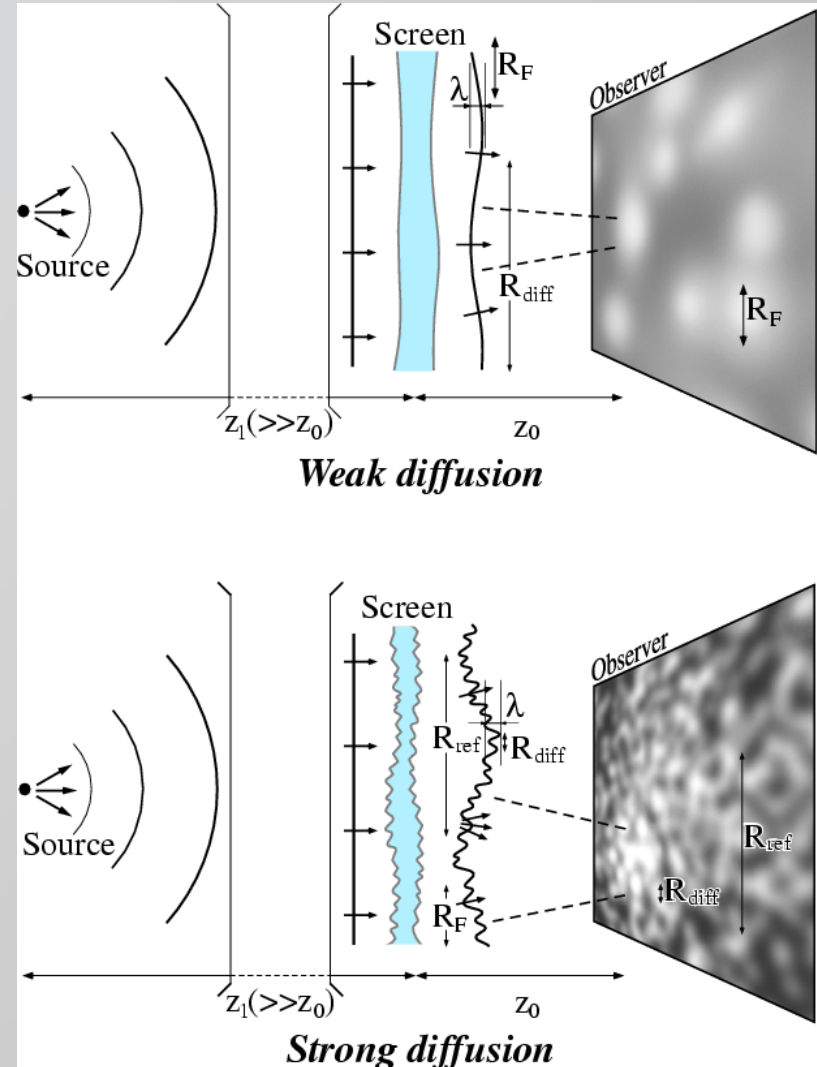 Screen
R_F
λ
Observer
Source
R_diff
R_F
z_1(>>z_0)
z_0
Weak diffusion
Screen
Observer
λ
R_ref
R_diff
Source
R_ref
R_diff
R_F
z_1(>>z_0)
z_0
Strong diffusion